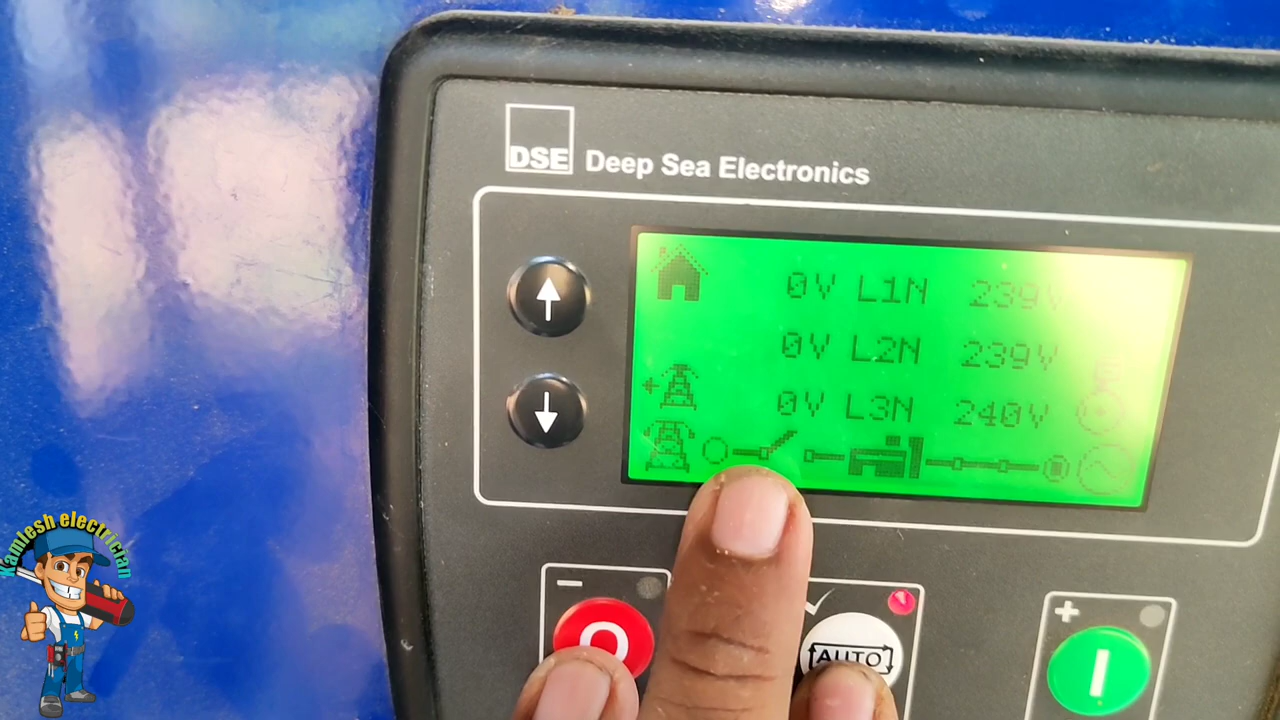 DSE Deep Sea Electronics
0V L1N 239V
0V L2N 239V
0V L3N 240V
− 
O
AUTO
+
I
Kamlesh electrician